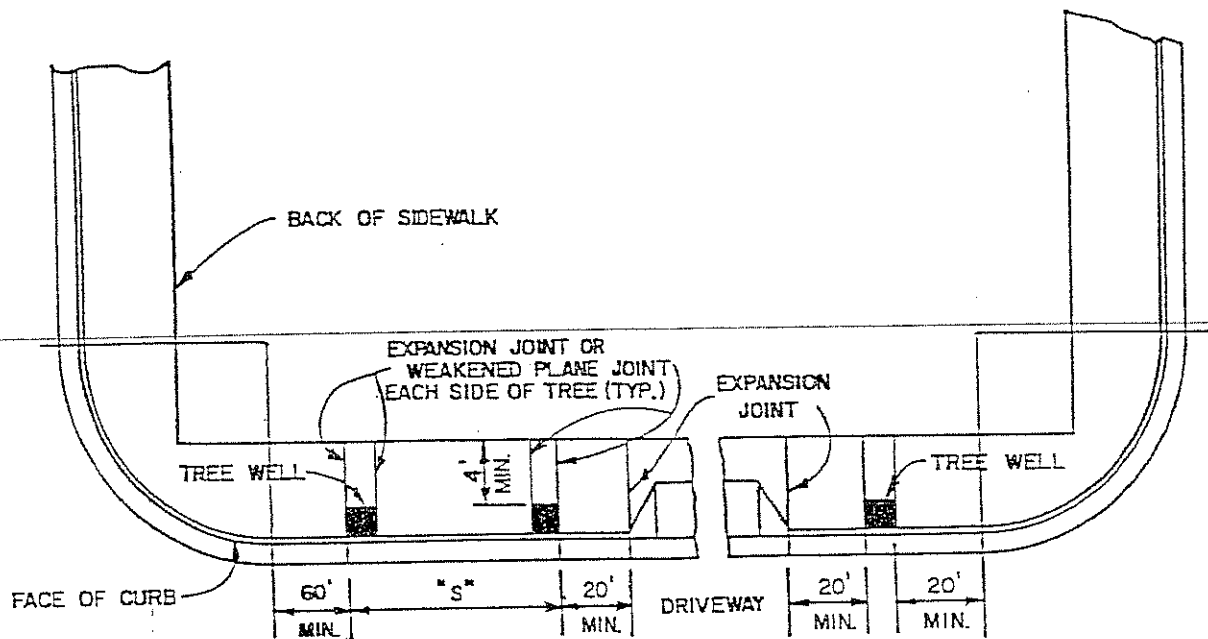 BACK OF SIDEWALK
EXPANSION JOINT OR
WEAKENED PLANE JOINT
EACH SIDE OF TREE (TYP.)
EXPANSION
JOINT
TREE WELL
4'
MIN.
TREE WELL
FACE OF CURB
60'
MIN.
"S"
20'
MIN.
DRIVEWAY
20'
MIN.
20'
MIN.